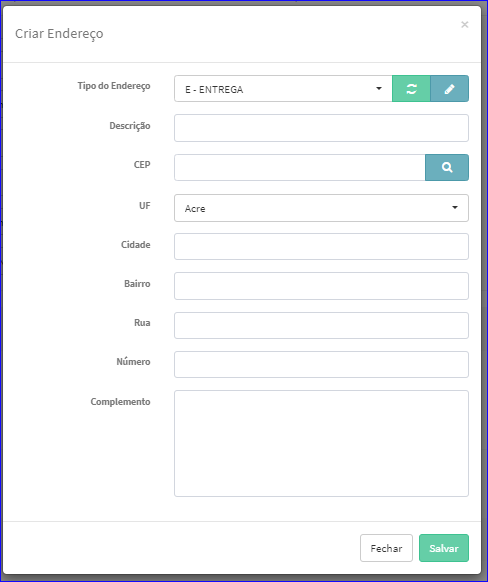 Criar Endereço
×
Tipo do Endereço
E - ENTREGA
Descrição
CEP
UF
Acre
Cidade
Bairro
Rua
Número
Complemento
Fechar
Salvar